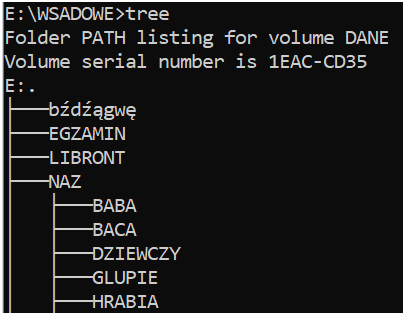 E:\WSADOWE>tree
Folder PATH listing for volume DANE
Volume serial number is 1EAC-CD35
E:.
├───bźdźągwę
├───EGZAMIN
├───LIBRONT
├───NAZ
│   ├───BABA
│   ├───BACA
│   ├───DZIEWCZY
│   ├───GLUPIE
│   ├───HRABIA